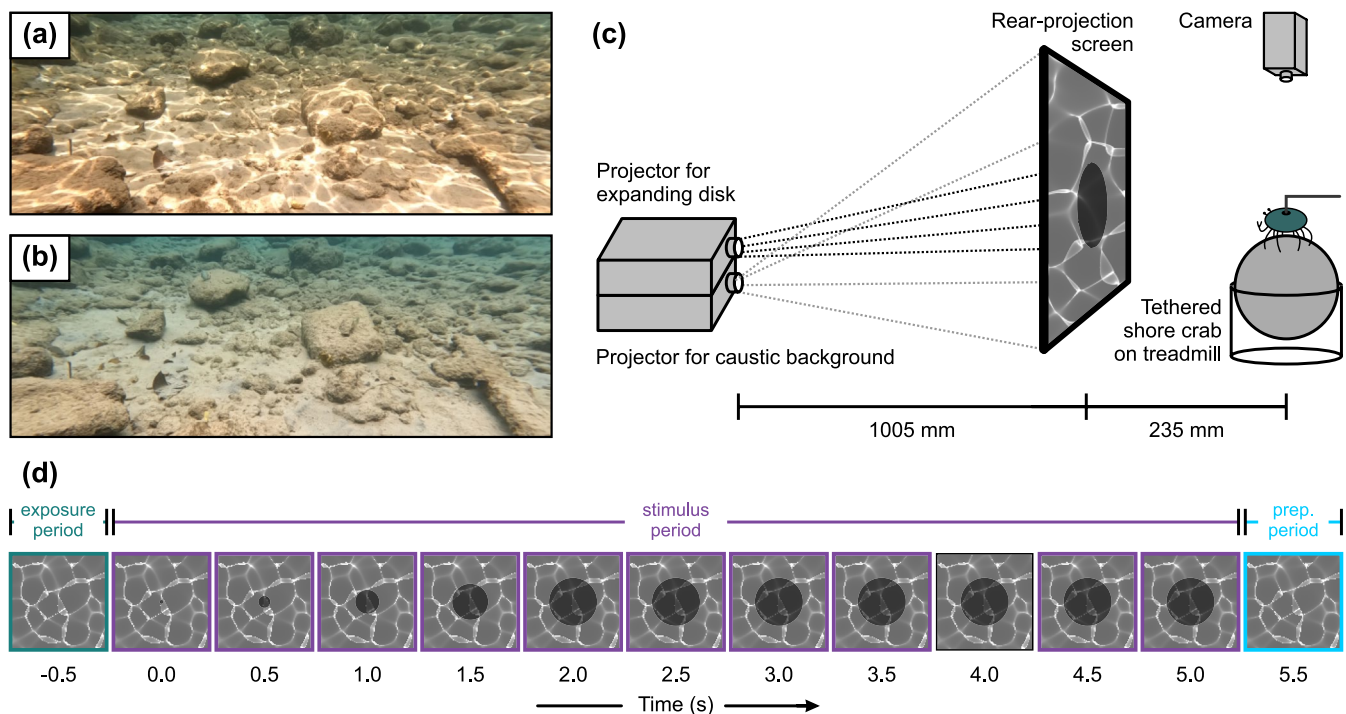 (a)
(b)
(c)
Rear-projection
screen
Camera
Projector for
expanding disk
Projector for caustic background
Tethered
shore crab
on treadmill
1005 mm
235 mm
(d)
exposure
period
stimulus
period
prep.
period
-0.5 0.0 0.5 1.0 1.5 2.0 2.5 3.0 3.5 4.0 4.5 5.0 5.5
Time (s)